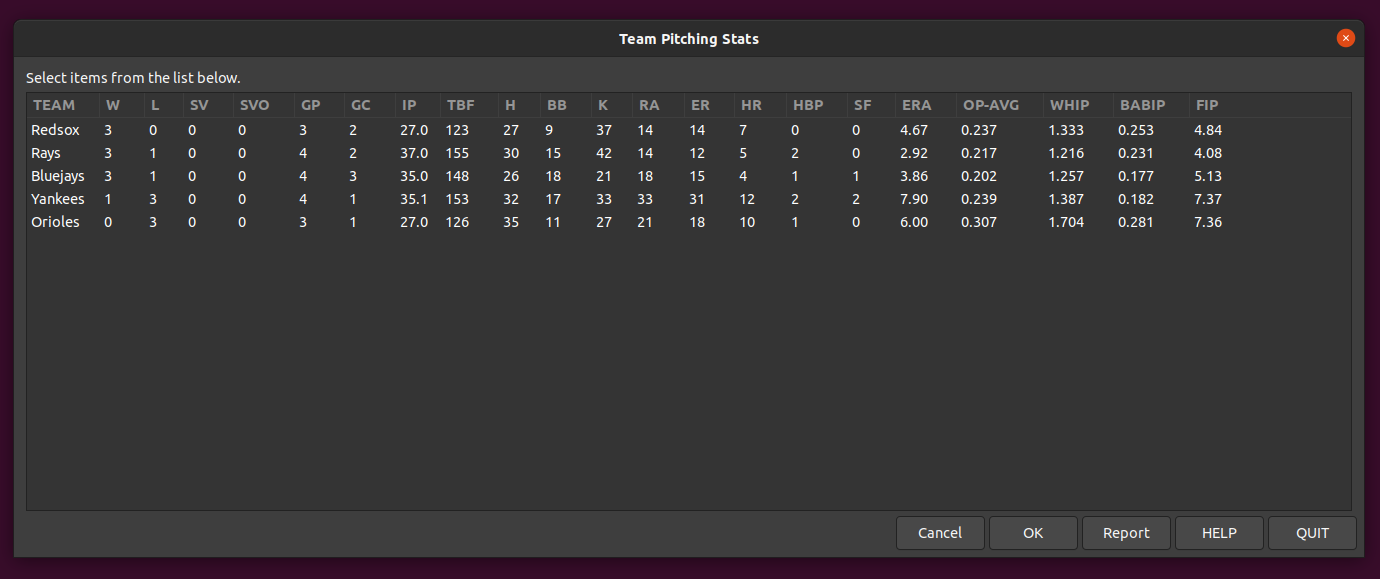 Team Pitching Stats
Select items from the list below.
TEAM W L SV SVO GP GC IP TBF H BB K RA ER HR HBP SF ERA OP-AVG WHIP BABIP FIP
Redsox 3 0 0 0 3 2 27.0 123 27 9 37 14 14 7 0 0 4.67 0.237 1.333 0.253 4.84
Rays 3 1 0 0 4 2 37.0 155 30 15 42 14 12 5 2 0 2.92 0.217 1.216 0.231 4.08
Bluejays 3 1 0 0 4 3 35.0 148 26 18 21 18 15 4 1 1 3.86 0.202 1.257 0.177 5.13
Yankees 1 3 0 0 4 1 35.1 153 32 17 33 33 31 12 2 2 7.90 0.239 1.387 0.182 7.37
Orioles 0 3 0 0 3 1 27.0 126 35 11 27 21 18 10 1 0 6.00 0.307 1.704 0.281 7.36
Cancel OK Report HELP QUIT